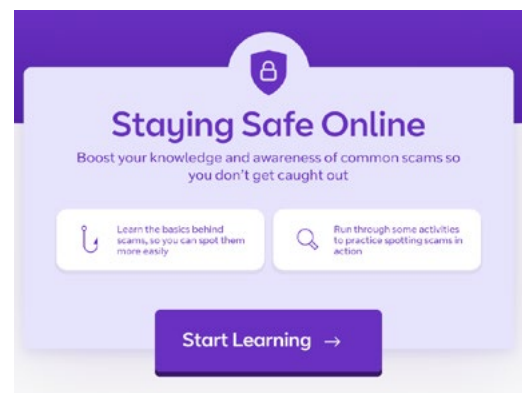 Staying Safe Online
Boost your knowledge and awareness of common scams so
you don't get caught out
Learn the basics behind
scams, so you can spot them
more easily
Run through some activities
to practice spotting scams in
action
Start Learning →